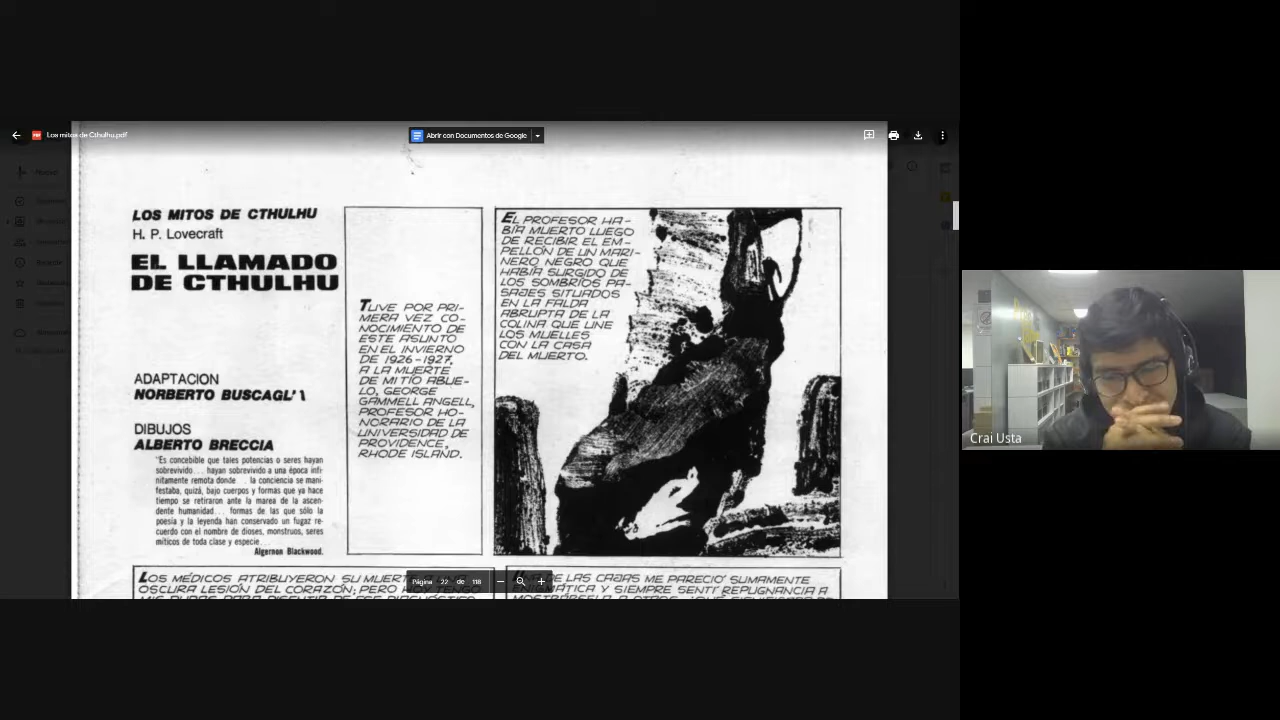 Los mitos de Cthulhu.pdf
Abrir con Documentos de Google
LOS MITOS DE CTHULHU
H. P. Lovecraft
EL LLAMADO
DE CTHULHU
ADAPTACION
NORBERTO
DIBUJOS
ALBERTO BRECCIA
"Es concebible que tales potencias o seres hayan
sobrevivido... hayan sobrevivido a una época infi-
nitamente remota donde . la conciencia se mani-
festaba, quizá, bajo cuerpos y formas que ya hace
tiempo se retiraron ante la marea de la ascen-
dente humanidad... formas de las que sólo la
poesía y la leyenda han conservado un fugaz re-
cuerdo con el nombre de dioses, monstruos, seres
míticos de toda clase y especie...
Algernon Blackwood.
TUVE POR PRI-
MERA VEZ CO-
NOCIMIENTO DE
ESTE ASUNTO
EN EL INVIERNO
DE 1926-1927,
A LA MUERTE
DE MI TÍO ABUE-
LO, GEORGE
GAMMELL ANGELL,
PROFESOR HO-
NORARIO DE LA
UNIVERSIDAD DE
PROVIDENCE,
RHODE ISLAND.
EL PROFESOR HA-
BÍA MUERTO LUEGO
DE RECIBIR EL EM-
PELLÓN DE UN MARI-
NERO NEGRO QUE
HABÍA SURGIDO DE
LOS SOMBRÍOS PA-
SAJES SITUADOS
EN LA FALDA
ABRUPTA DE LA
COLINA QUE UNE
LOS MUELLES
CON LA CASA
DEL MUERTO.
LOS MÉDICOS ATRIBUYERON SU MUERT
OSCURA LESIÓN DEL CORAZÓN; PERO HOY TENGO
DE LAS CAJAS ME PARECIÓ SUMAMENTE
ENIGMÁTICA Y SIEMPRE SENTÍ REPUGNANCIA A
Página 22 de 118
Crai Usta